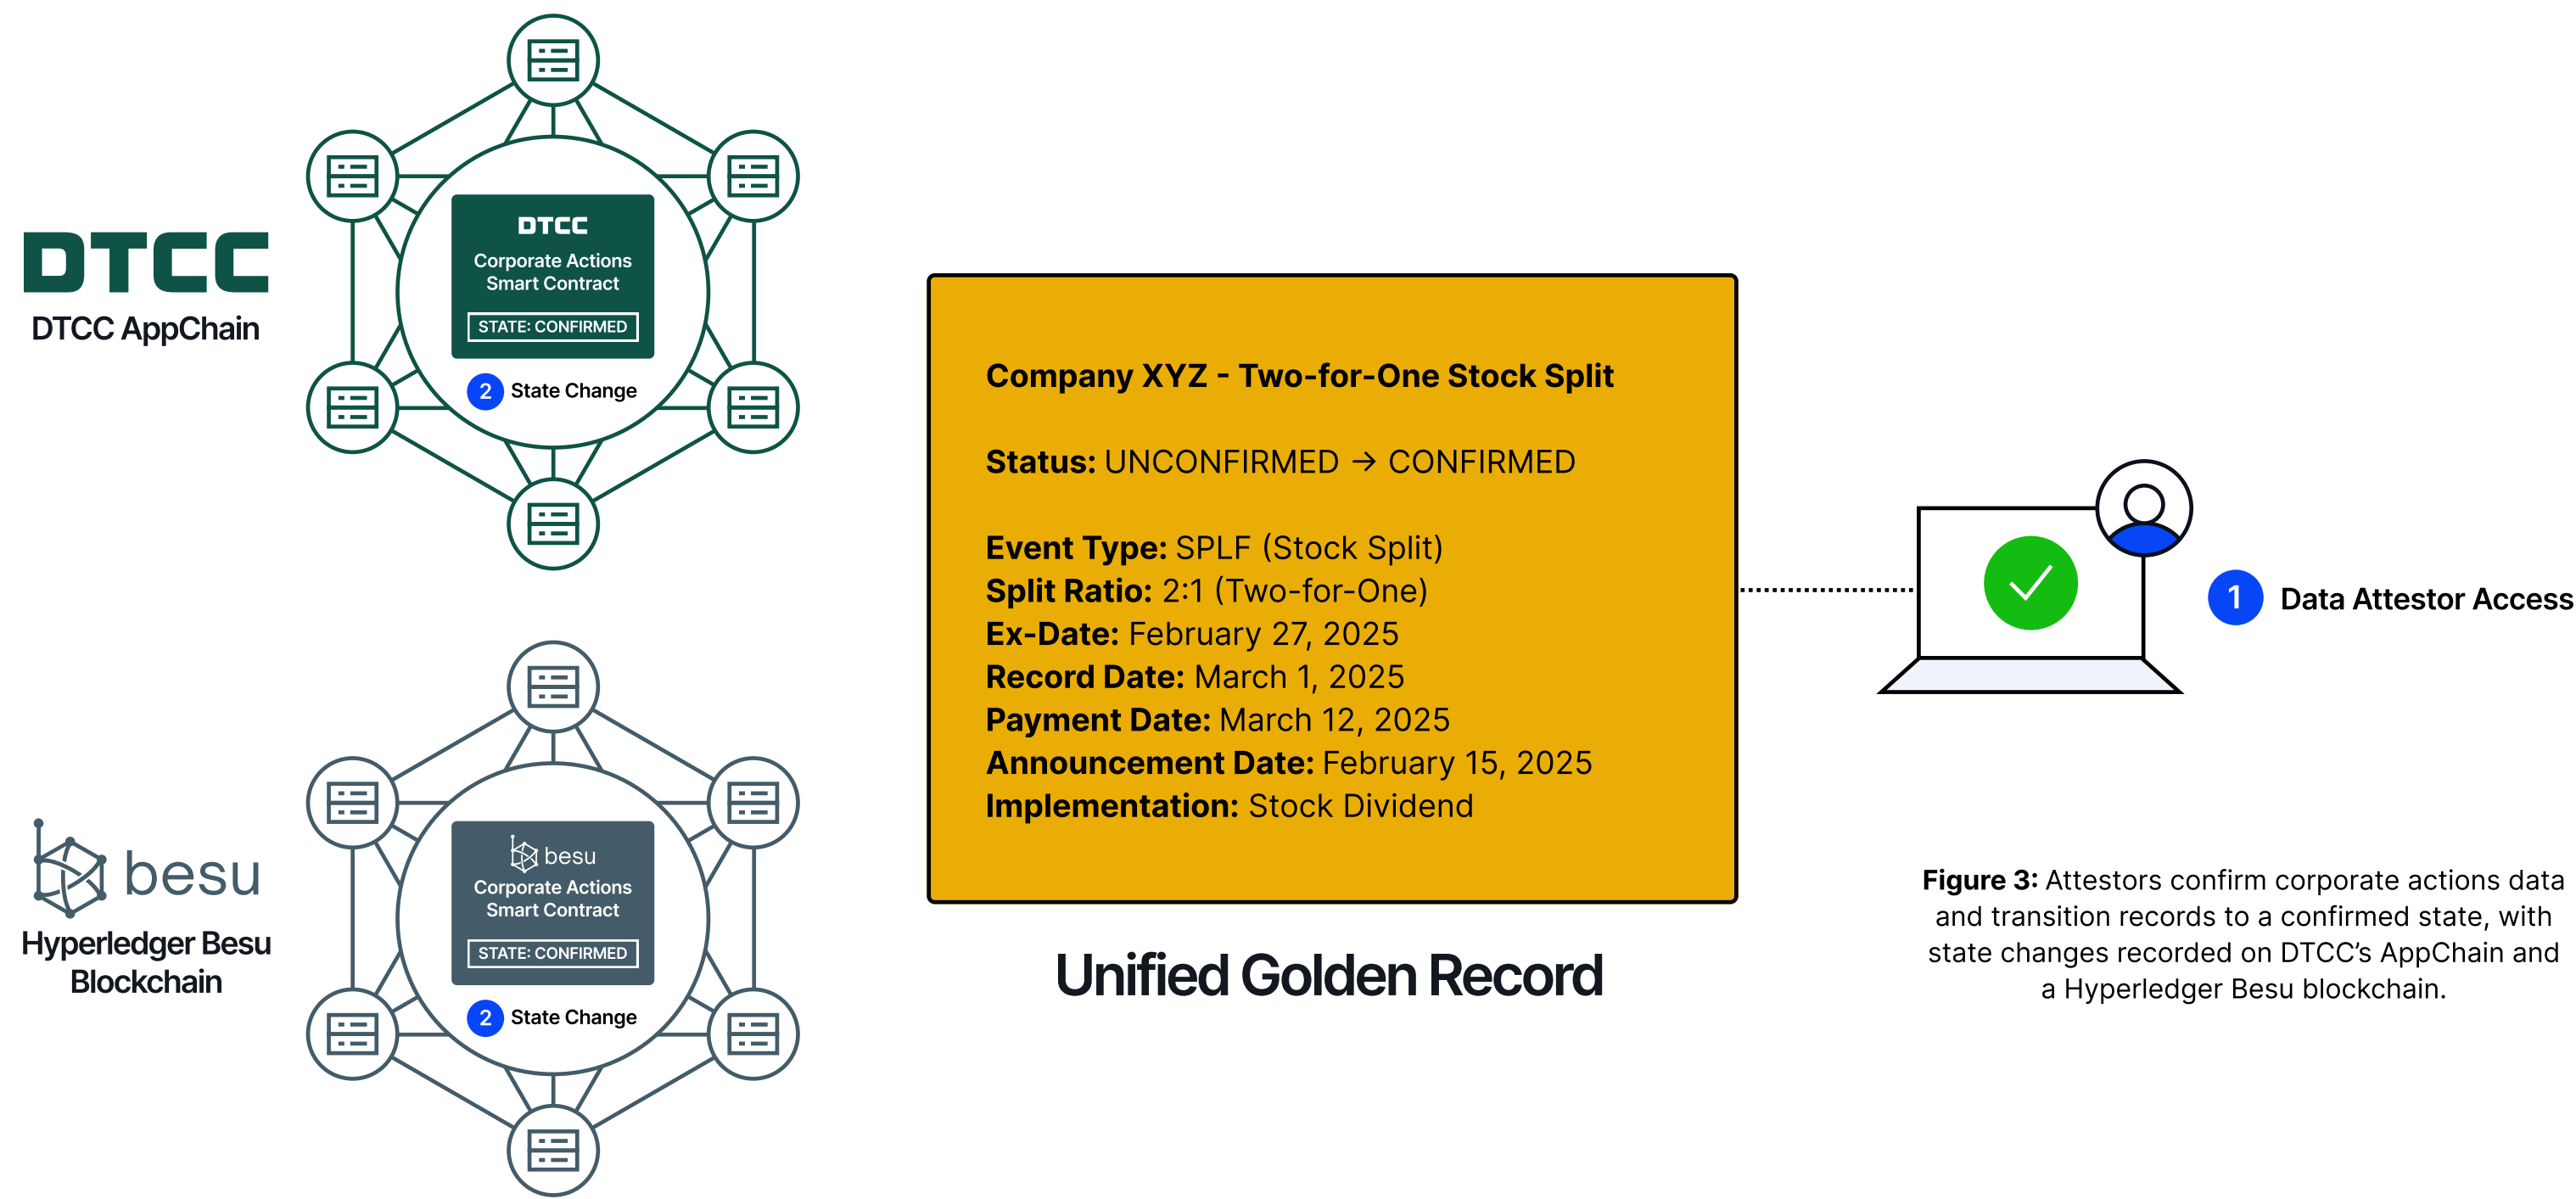 DTCC
DTCC AppChain
DTCC
Corporate Actions
Smart Contract
STATE: CONFIRMED
2 State Change
besu
Hyperledger Besu
Blockchain
besu
Corporate Actions
Smart Contract
STATE: CONFIRMED
2 State Change
Company XYZ - Two-for-One Stock Split
Status: UNCONFIRMED → CONFIRMED
Event Type: SPLF (Stock Split)
Split Ratio: 2:1 (Two-for-One)
Ex-Date: February 27, 2025
Record Date: March 1, 2025
Payment Date: March 12, 2025
Announcement Date: February 15, 2025
Implementation: Stock Dividend
Unified Golden Record
1 Data Attestor Access
Figure 3: Attestors confirm corporate actions data
and transition records to a confirmed state, with
state changes recorded on DTCC’s AppChain and
a Hyperledger Besu blockchain.